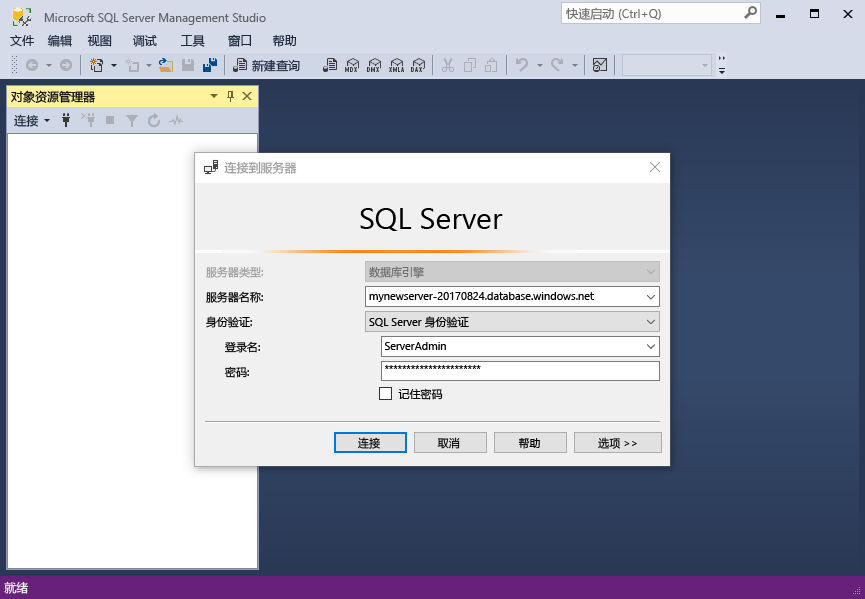 Microsoft SQL Server Management Studio
快速启动 (Ctrl+Q)
文件 编辑 视图 调试 工具 窗口 帮助
新建查询 MDX DMX XMLA DAX
对象资源管理器
连接
连接到服务器
SQL Server
服务器类型: 数据库引擎
服务器名称: mynewserver-20170824.database.windows.net
身份验证: SQL Server 身份验证
登录名: ServerAdmin
密码: **********************
记住密码
连接 取消 帮助 选项 >>
就绪